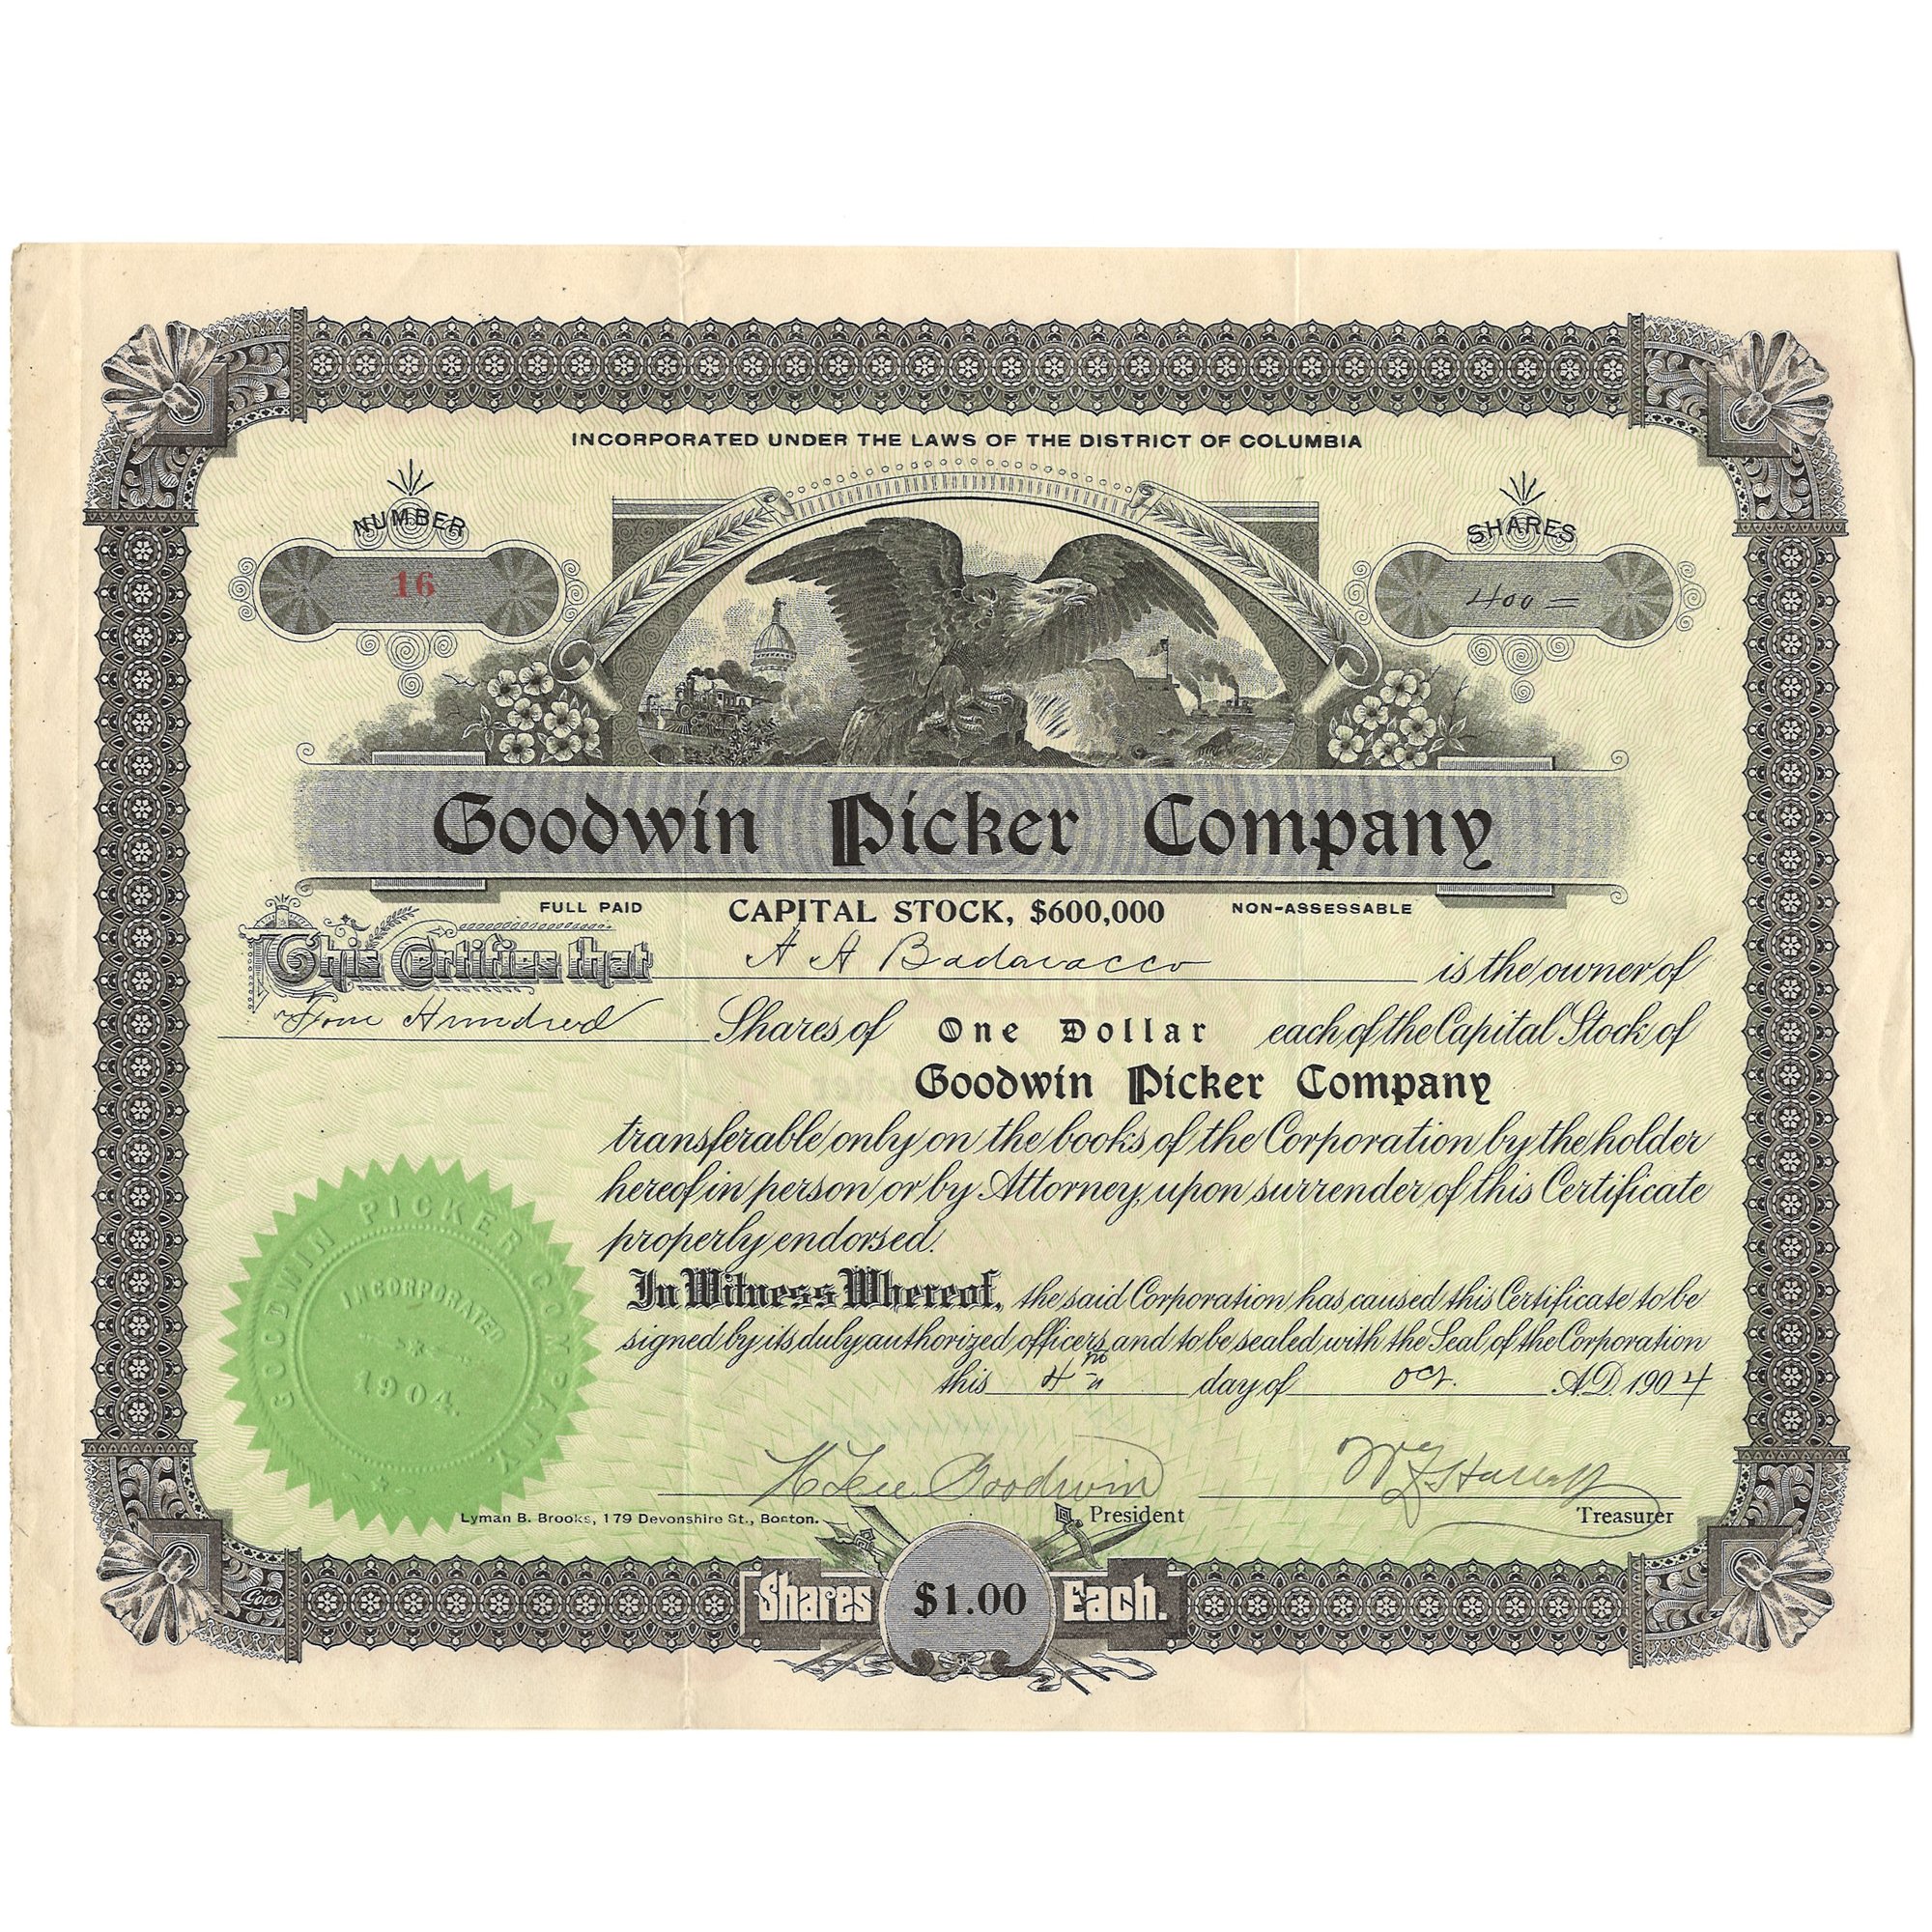 INCORPORATED UNDER THE LAWS OF THE DISTRICT OF COLUMBIA
NUMBER
16
SHARES
400=
Goodwin Picker Company
FULL PAID CAPITAL STOCK, $600,000 NON-ASSESSABLE
This Certifies that A A Badaracco is the owner of
Four Hundred Shares of One Dollar each of the Capital Stock of
Goodwin Picker Company
transferable only on the books of the Corporation by the holder
hereof in person or by Attorney, upon surrender of this Certificate
properly endorsed.
In Witness Whereof, the said Corporation has caused this Certificate to be
signed by its duly authorized officers and to be sealed with the Seal of the Corporation
this 4 day of Oct. A.D. 1904
GOODWIN PICKER COMPANY.
INCORPORATED
1904.
Goodwin
President
Treasurer
Lyman B. Brooks, 179 Devonshire St., Boston.
Goes
Shares $1.00 Each.